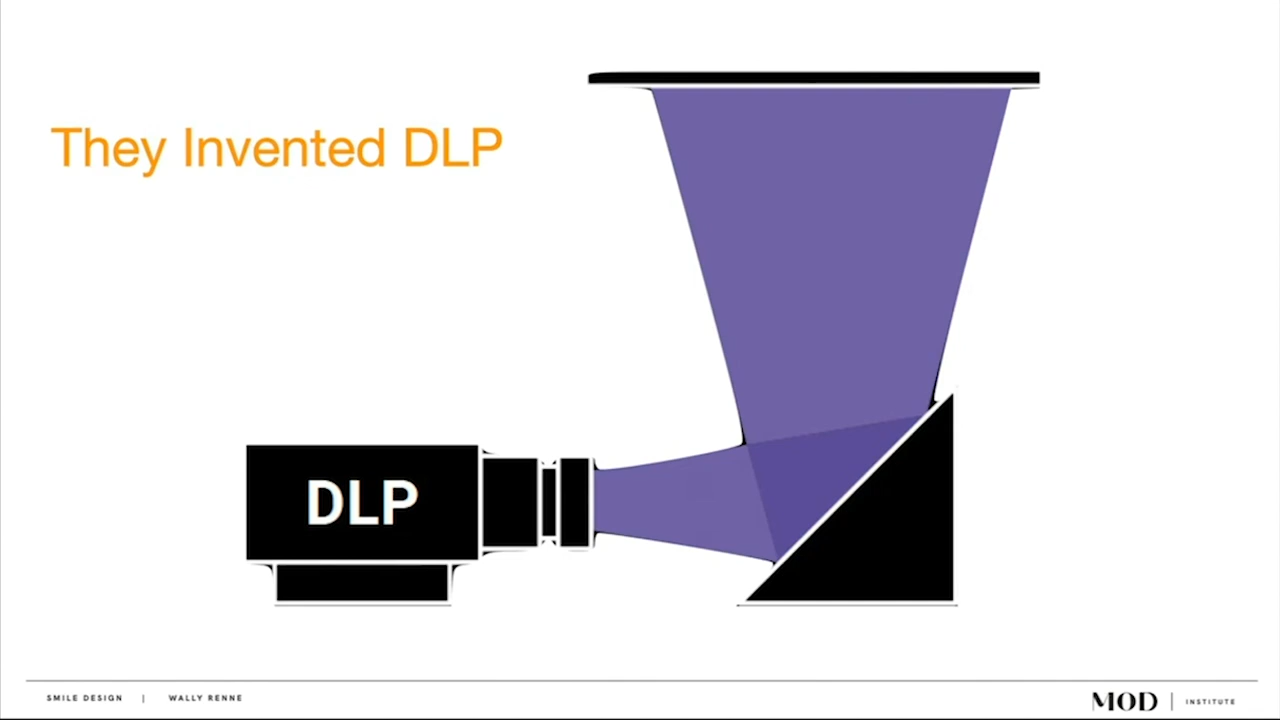 They Invented DLP
DLP
SMILE DESIGN | WALLY RENNE
MOD | INSTITUTE